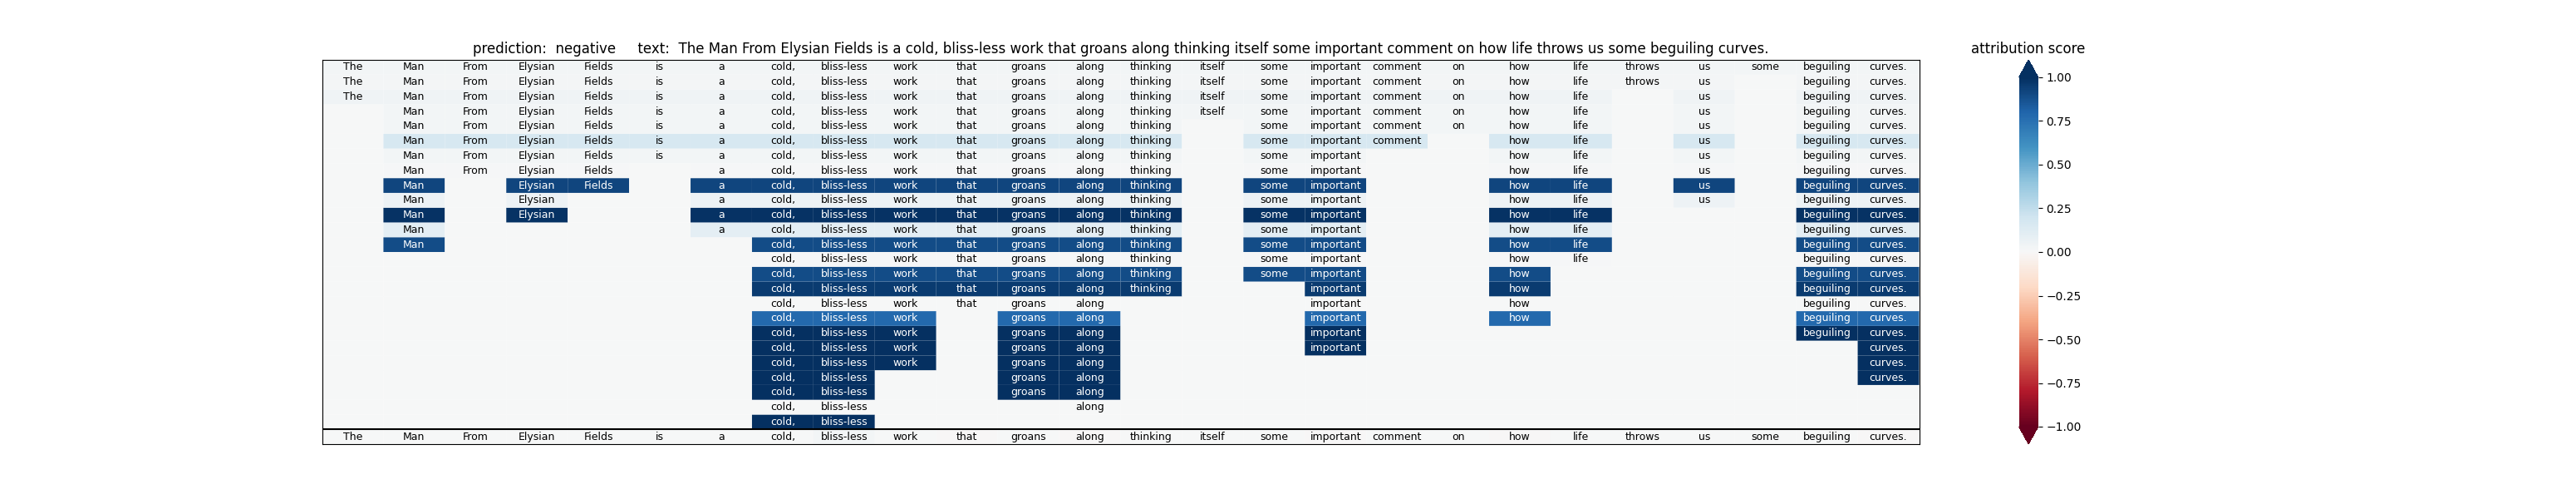 prediction: negative text: The Man From Elysian Fields is a cold, bliss-less work that groans along thinking itself some important comment on how life throws us some beguiling curves. attribution score
The Man From Elysian Fields is a cold, bliss-less work that groans along thinking itself some important comment on how life throws us some beguiling curves.
The Man From Elysian Fields is a cold, bliss-less work that groans along thinking itself some important comment on how life throws us beguiling curves.
The Man From Elysian Fields is a cold, bliss-less work that groans along thinking itself some important comment on how life us beguiling curves.
Man From Elysian Fields is a cold, bliss-less work that groans along thinking itself some important comment on how life us beguiling curves.
Man From Elysian Fields is a cold, bliss-less work that groans along thinking some important comment on how life us beguiling curves.
Man From Elysian Fields is a cold, bliss-less work that groans along thinking some important comment how life us beguiling curves.
Man From Elysian Fields is a cold, bliss-less work that groans along thinking some important how life us beguiling curves.
Man From Elysian Fields a cold, bliss-less work that groans along thinking some important how life us beguiling curves.
Man Elysian Fields a cold, bliss-less work that groans along thinking some important how life us beguiling curves.
Man Elysian a cold, bliss-less work that groans along thinking some important how life us beguiling curves.
Man Elysian a cold, bliss-less work that groans along thinking some important how life beguiling curves.
Man a cold, bliss-less work that groans along thinking some important how life beguiling curves.
Man cold, bliss-less work that groans along thinking some important how life beguiling curves.
cold, bliss-less work that groans along thinking some important how life beguiling curves.
cold, bliss-less work that groans along thinking some important how beguiling curves.
cold, bliss-less work that groans along thinking important how beguiling curves.
cold, bliss-less work that groans along important how beguiling curves.
cold, bliss-less work groans along important how beguiling curves.
cold, bliss-less work groans along important beguiling curves.
cold, bliss-less work groans along important curves.
cold, bliss-less work groans along curves.
cold, bliss-less groans along curves.
cold, bliss-less groans along
cold, bliss-less along
cold, bliss-less
The Man From Elysian Fields is a cold, bliss-less work that groans along thinking itself some important comment on how life throws us some beguiling curves.
1.00
0.75
0.50
0.25
0.00
−0.25
−0.50
−0.75
−1.00